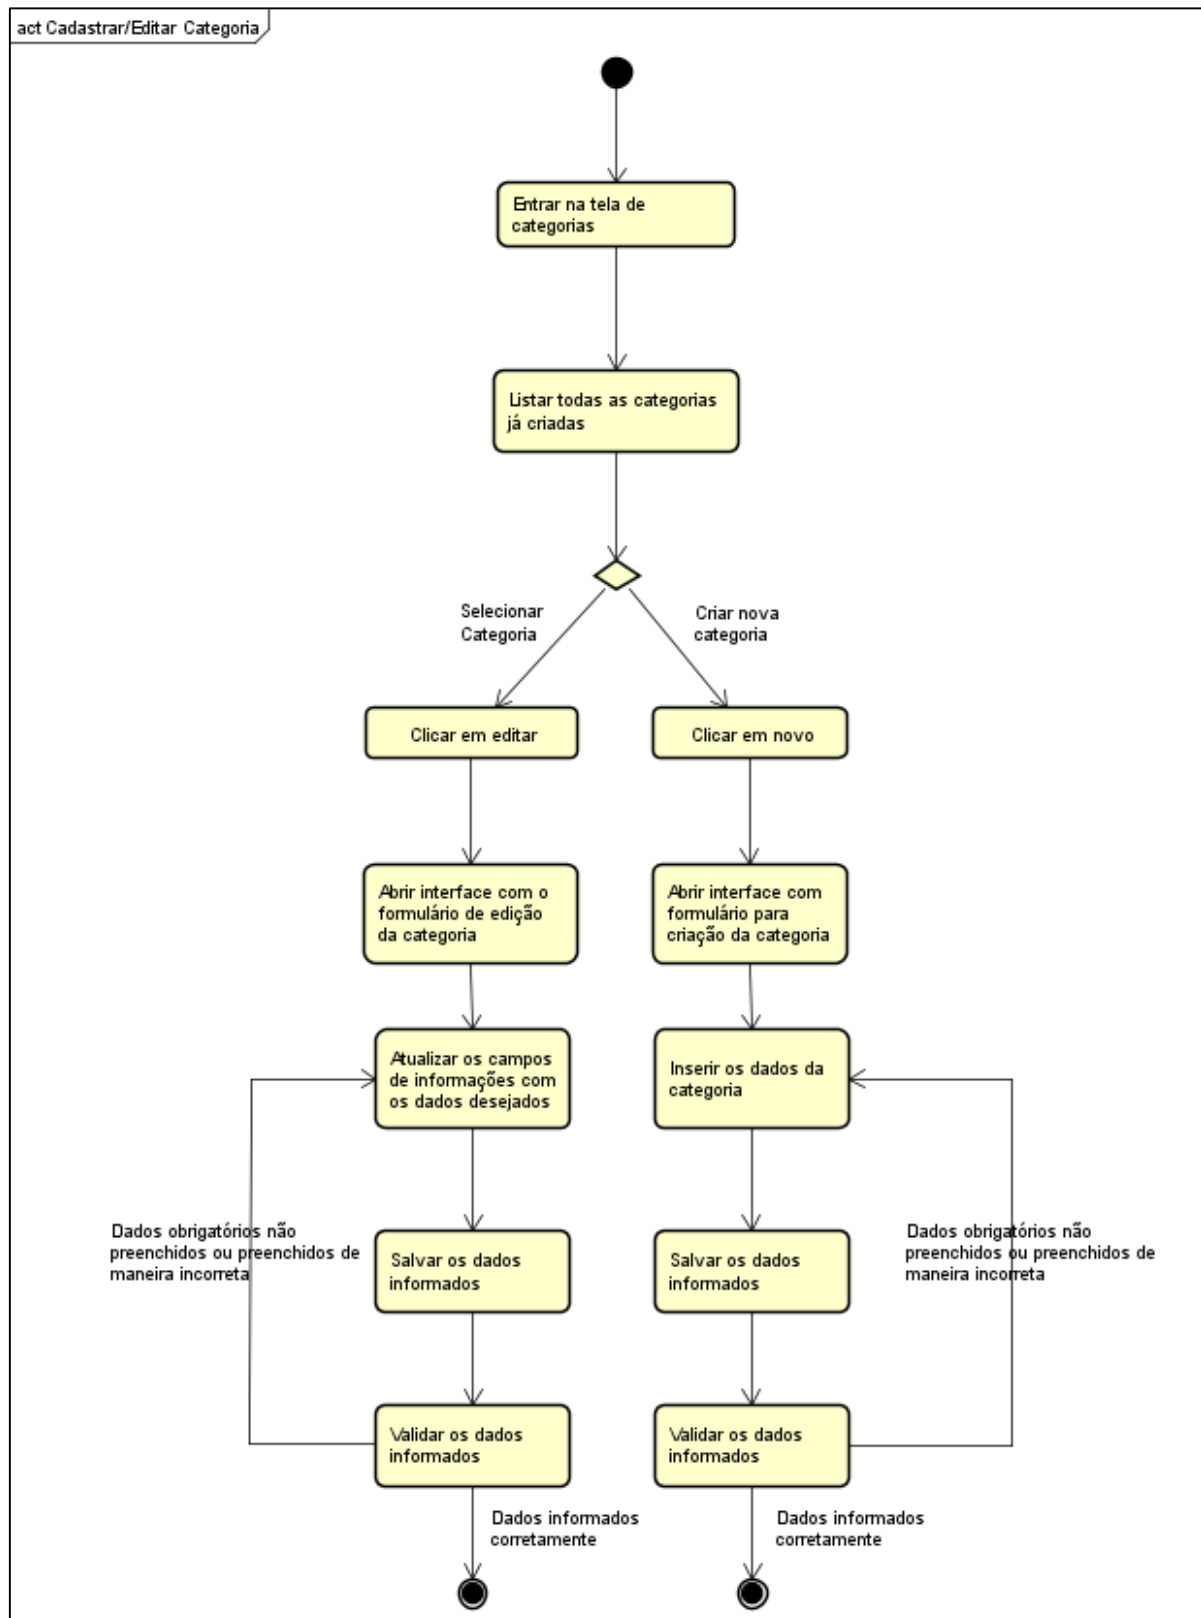 act Cadastrar/Editar Categoria
Entrar na tela de
categorias
Listar todas as categorias
já criadas
Selecionar
Categoria
Criar nova
categoria
Clicar em editar
Clicar em novo
Abrir interface com o
formulário de edição
da categoria
Abrir interface com
formulário para
criação da categoria
Atualizar os campos
de informações com
os dados desejados
Inserir os dados da
categoria
Dados obrigatórios não
preenchidos ou preenchidos de
maneira incorreta
Salvar os dados
informados
Salvar os dados
informados
Dados obrigatórios não
preenchidos ou preenchidos de
maneira incorreta
Validar os dados
informados
Validar os dados
informados
Dados informados
corretamente
Dados informados
corretamente